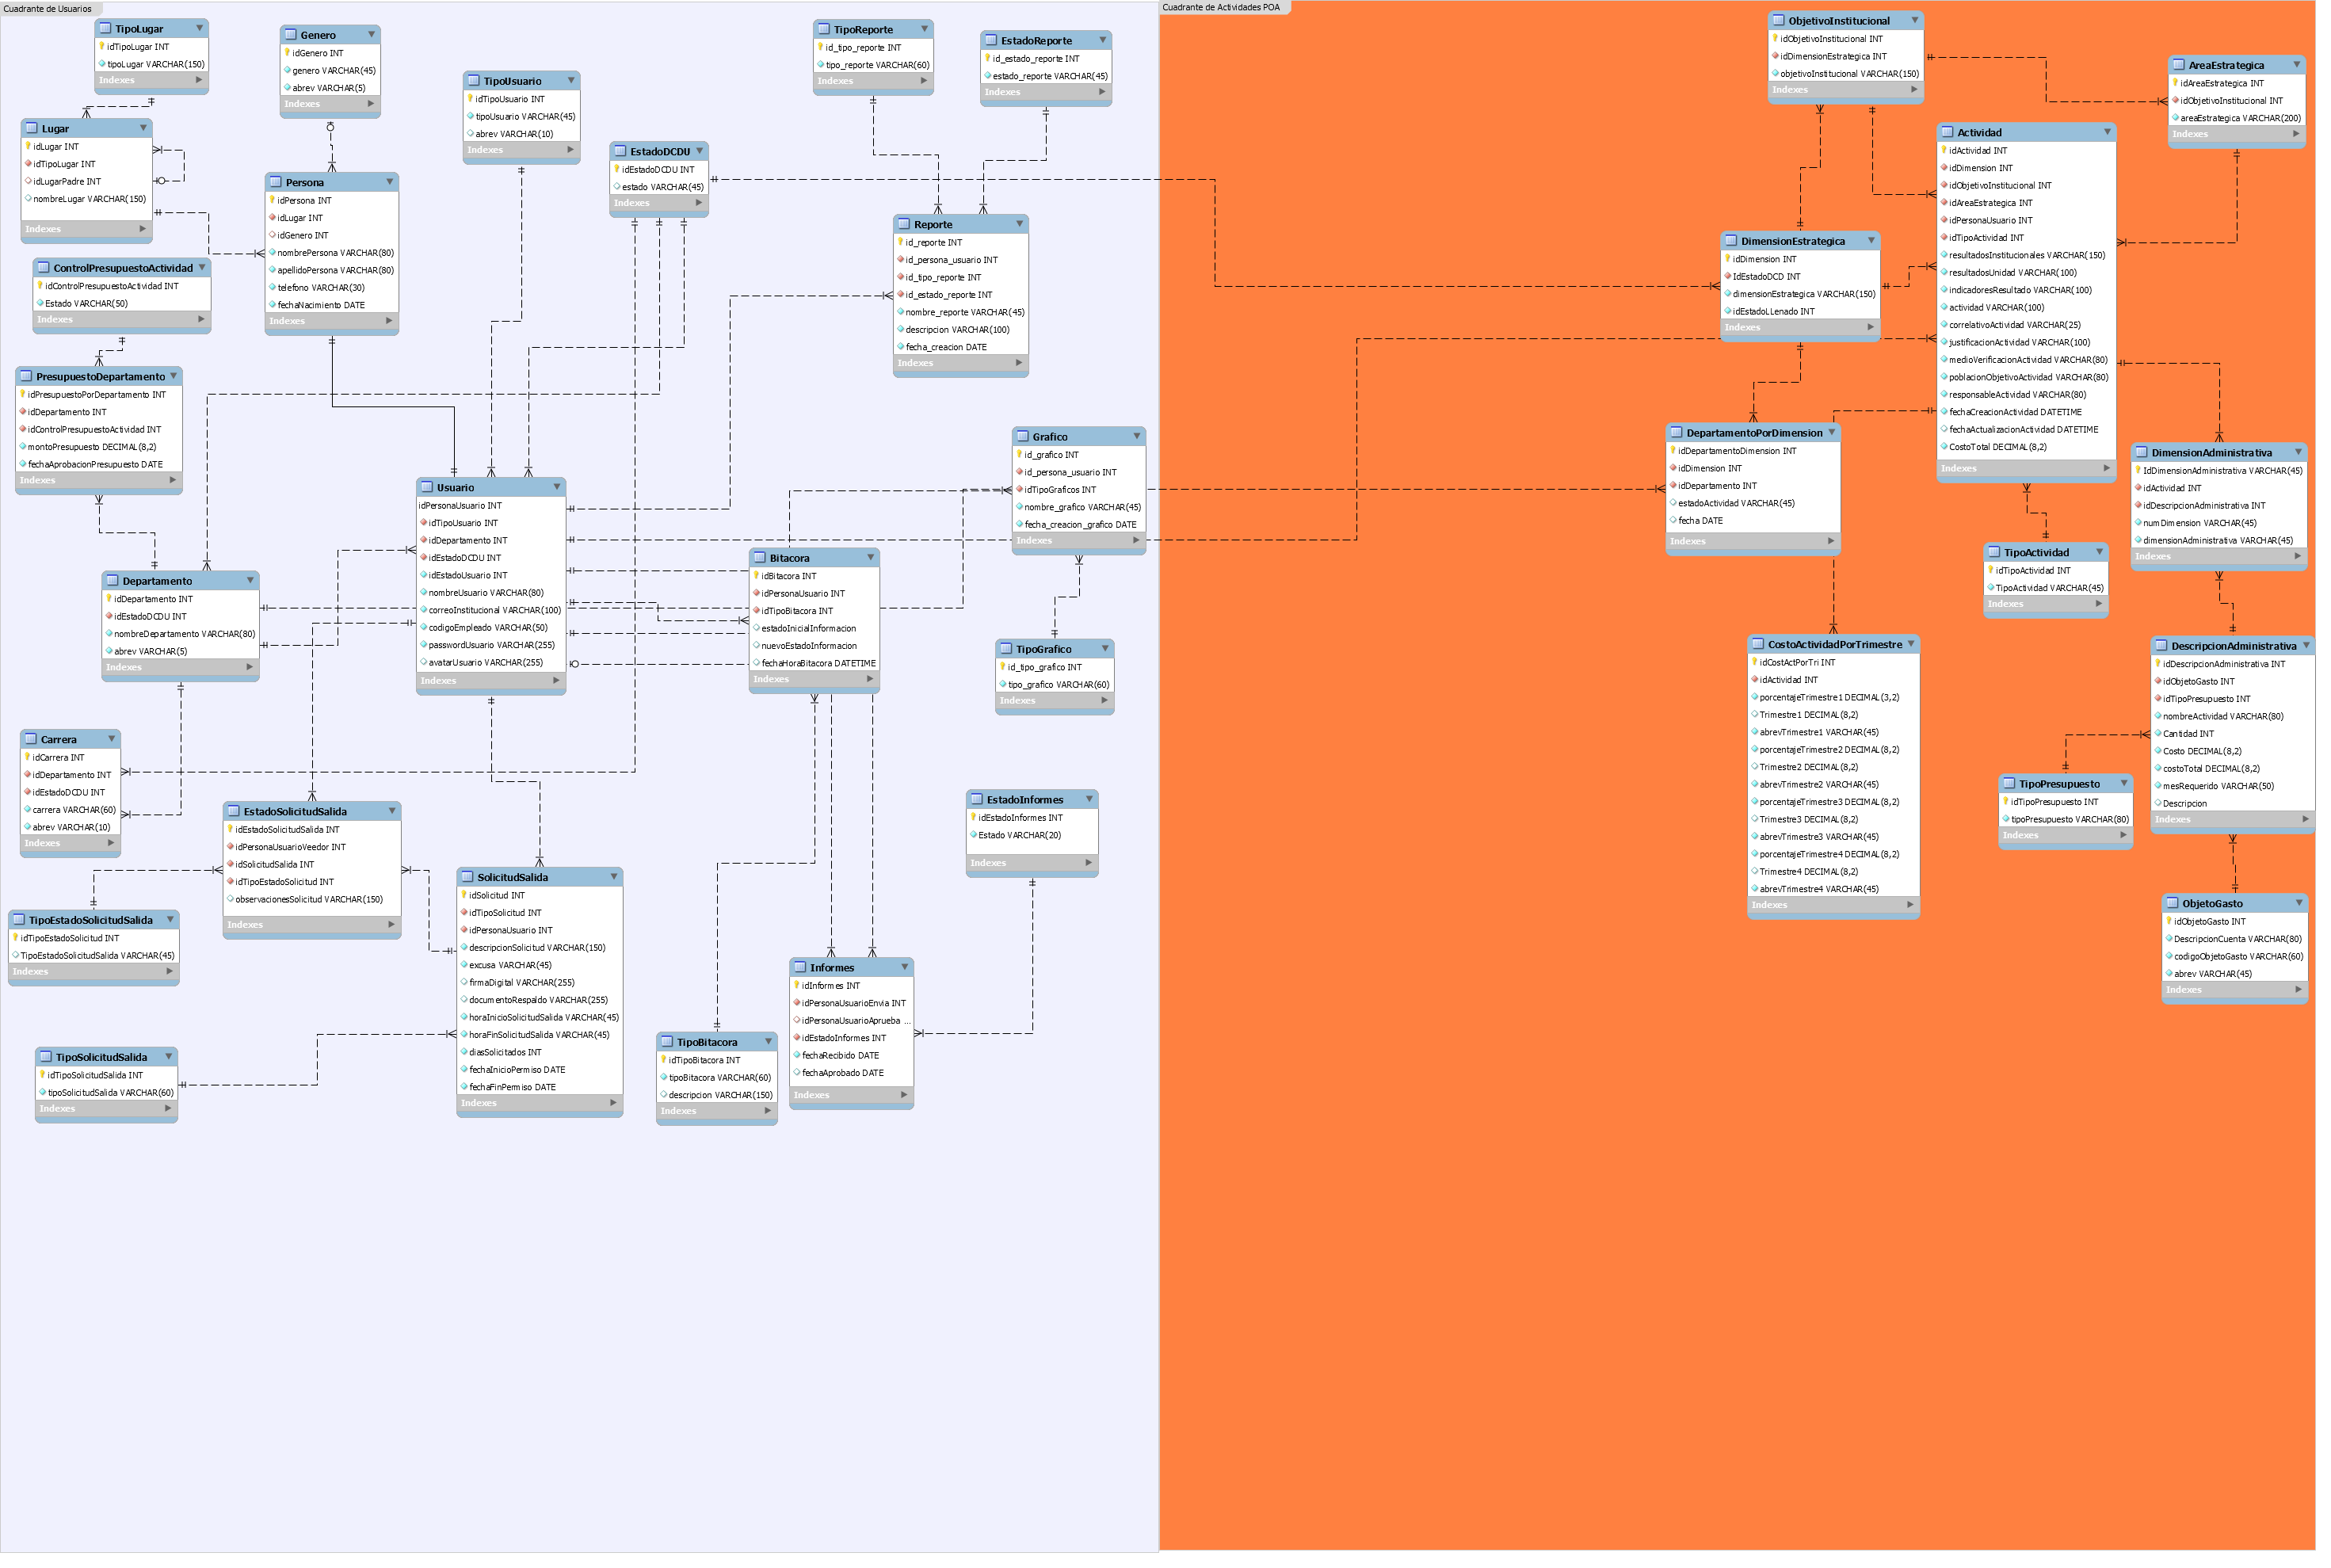 Cuadrante de Usuarios
TipoLugar
idTipoLugar INT
tipoLugar VARCHAR(150)
Indexes
Genero
idGenero INT
genero VARCHAR(45)
abrev VARCHAR(5)
Indexes
TipoUsuario
idTipoUsuario INT
tipoUsuario VARCHAR(45)
abrev VARCHAR(10)
Indexes
TipoReporte
id_tipo_reporte INT
tipo_reporte VARCHAR(60)
Indexes
EstadoReporte
id_estado_reporte INT
estado_reporte VARCHAR(45)
Indexes
Lugar
idLugar INT
idTipoLugar INT
idLugarPadre INT
nombreLugar VARCHAR(150)
Indexes
Persona
idPersona INT
idLugar INT
idGenero INT
nombrePersona VARCHAR(80)
apellidoPersona VARCHAR(80)
telefono VARCHAR(30)
fechaNacimiento DATE
Indexes
EstadoDCDU
idEstadoDCDU INT
estado VARCHAR(45)
Indexes
Reporte
id_reporte INT
id_persona_usuario INT
id_tipo_reporte INT
id_estado_reporte INT
nombre_reporte VARCHAR(45)
descripcion VARCHAR(100)
fecha_creacion DATE
Indexes
ControlPresupuestoActividad
idControlPresupuestoActividad INT
Estado VARCHAR(50)
Indexes
PresupuestoDepartamento
idPresupuestoPorDepartamento INT
idDepartamento INT
idControlPresupuestoActividad INT
montoPresupuesto DECIMAL(8,2)
fechaAprobacionPresupuesto DATE
Indexes
Grafico
id_grafico INT
id_persona_usuario INT
idTipoGraficos INT
nombre_grafico VARCHAR(45)
fecha_creacion_grafico DATE
Indexes
Usuario
idPersonaUsuario INT
idTipoUsuario INT
idDepartamento INT
idEstadoDCDU INT
idEstadoUsuario INT
nombreUsuario VARCHAR(80)
correoInstitucional VARCHAR(100)
codigoEmpleado VARCHAR(50)
passwordUsuario VARCHAR(255)
avatarUsuario VARCHAR(255)
Indexes
Bitacora
idBitacora INT
idPersonaUsuario INT
idTipoBitacora INT
estadoInicialInformacion
nuevoEstadoInformacion
fechaHoraBitacora DATETIME
Indexes
Departamento
idDepartamento INT
idEstadoDCDU INT
nombreDepartamento VARCHAR(80)
abrev VARCHAR(5)
Indexes
TipoGrafico
id_tipo_grafico INT
tipo_grafico VARCHAR(60)
Indexes
Carrera
idCarrera INT
idDepartamento INT
idEstadoDCDU INT
carrera VARCHAR(60)
abrev VARCHAR(10)
Indexes
EstadoSolicitudSalida
idEstadoSolicitudSalida INT
idPersonaUsuarioVeedor INT
idSolicitudSalida INT
idTipoEstadoSolicitud INT
observacionesSolicitud VARCHAR(150)
Indexes
EstadoInformes
idEstadoInformes INT
Estado VARCHAR(20)
Indexes
SolicitudSalida
idSolicitud INT
idTipoSolicitud INT
idPersonaUsuario INT
descripcionSolicitud VARCHAR(150)
excusa VARCHAR(45)
firmaDigital VARCHAR(255)
documentoRespaldo VARCHAR(255)
horaInicioSolicitudSalida VARCHAR(45)
horaFinSolicitudSalida VARCHAR(45)
diasSolicitados INT
fechaInicioPermiso DATE
fechaFinPermiso DATE
Indexes
TipoEstadoSolicitudSalida
idTipoEstadoSolicitud INT
TipoEstadoSolicitudSalida VARCHAR(45)
Indexes
Informes
idInformes INT
idPersonaUsuarioEnvia INT
idPersonaUsuarioAprueba ...
idEstadoInformes INT
fechaRecibido DATE
fechaAprobado DATE
Indexes
TipoBitacora
idTipoBitacora INT
tipoBitacora VARCHAR(60)
descripcion VARCHAR(150)
Indexes
TipoSolicitudSalida
idTipoSolicitudSalida INT
tipoSolicitudSalida VARCHAR(60)
Indexes
Cuadrante de Actividades POA
ObjetivoInstitucional
idObjetivoInstitucional INT
idDimensionEstrategica INT
objetivoInstitucional VARCHAR(150)
Indexes
AreaEstrategica
idAreaEstrategica INT
idObjetivoInstitucional INT
areaEstrategica VARCHAR(200)
Indexes
Actividad
idActividad INT
idDimension INT
idObjetivoInstitucional INT
idAreaEstrategica INT
idPersonaUsuario INT
idTipoActividad INT
resultadosInstitucionales VARCHAR(150)
resultadosUnidad VARCHAR(100)
indicadoresResultado VARCHAR(100)
actividad VARCHAR(100)
correlativoActividad VARCHAR(25)
justificacionActividad VARCHAR(100)
medioVerificacionActividad VARCHAR(80)
poblacionObjetivoActividad VARCHAR(80)
responsableActividad VARCHAR(80)
fechaCreacionActividad DATETIME
fechaActualizacionActividad DATETIME
CostoTotal DECIMAL(8,2)
Indexes
DimensionEstrategica
idDimension INT
IdEstadoDCD INT
dimensionEstrategica VARCHAR(150)
idEstadoLLenado INT
Indexes
DepartamentoPorDimension
idDepartamentoDimension INT
idDimension INT
idDepartamento INT
estadoActividad VARCHAR(45)
fecha DATE
Indexes
DimensionAdministrativa
IdDimensionAdministrativa VARCHAR(45)
idActividad INT
idDescripcionAdministrativa INT
numDimension VARCHAR(45)
dimensionAdministrativa VARCHAR(45)
Indexes
TipoActividad
idTipoActividad INT
TipoActividad VARCHAR(45)
Indexes
CostoActividadPorTrimestre
idCostActPorTri INT
idActividad INT
porcentajeTrimestre1 DECIMAL(3,2)
Trimestre1 DECIMAL(8,2)
abrevTrimestre1 VARCHAR(45)
porcentajeTrimestre2 DECIMAL(8,2)
Trimestre2 DECIMAL(8,2)
abrevTrimestre2 VARCHAR(45)
porcentajeTrimestre3 DECIMAL(8,2)
Trimestre3 DECIMAL(8,2)
abrevTrimestre3 VARCHAR(45)
porcentajeTrimestre4 DECIMAL(8,2)
Trimestre4 DECIMAL(8,2)
abrevTrimestre4 VARCHAR(45)
Indexes
DescripcionAdministrativa
idDescripcionAdministrativa INT
idObjetoGasto INT
idTipoPresupuesto INT
nombreActividad VARCHAR(80)
Cantidad INT
Costo DECIMAL(8,2)
costoTotal DECIMAL(8,2)
mesRequerido VARCHAR(50)
Descripcion
Indexes
TipoPresupuesto
idTipoPresupuesto INT
tipoPresupuesto VARCHAR(80)
Indexes
ObjetoGasto
idObjetoGasto INT
DescripcionCuenta VARCHAR(80)
codigoObjetoGasto VARCHAR(60)
abrev VARCHAR(45)
Indexes